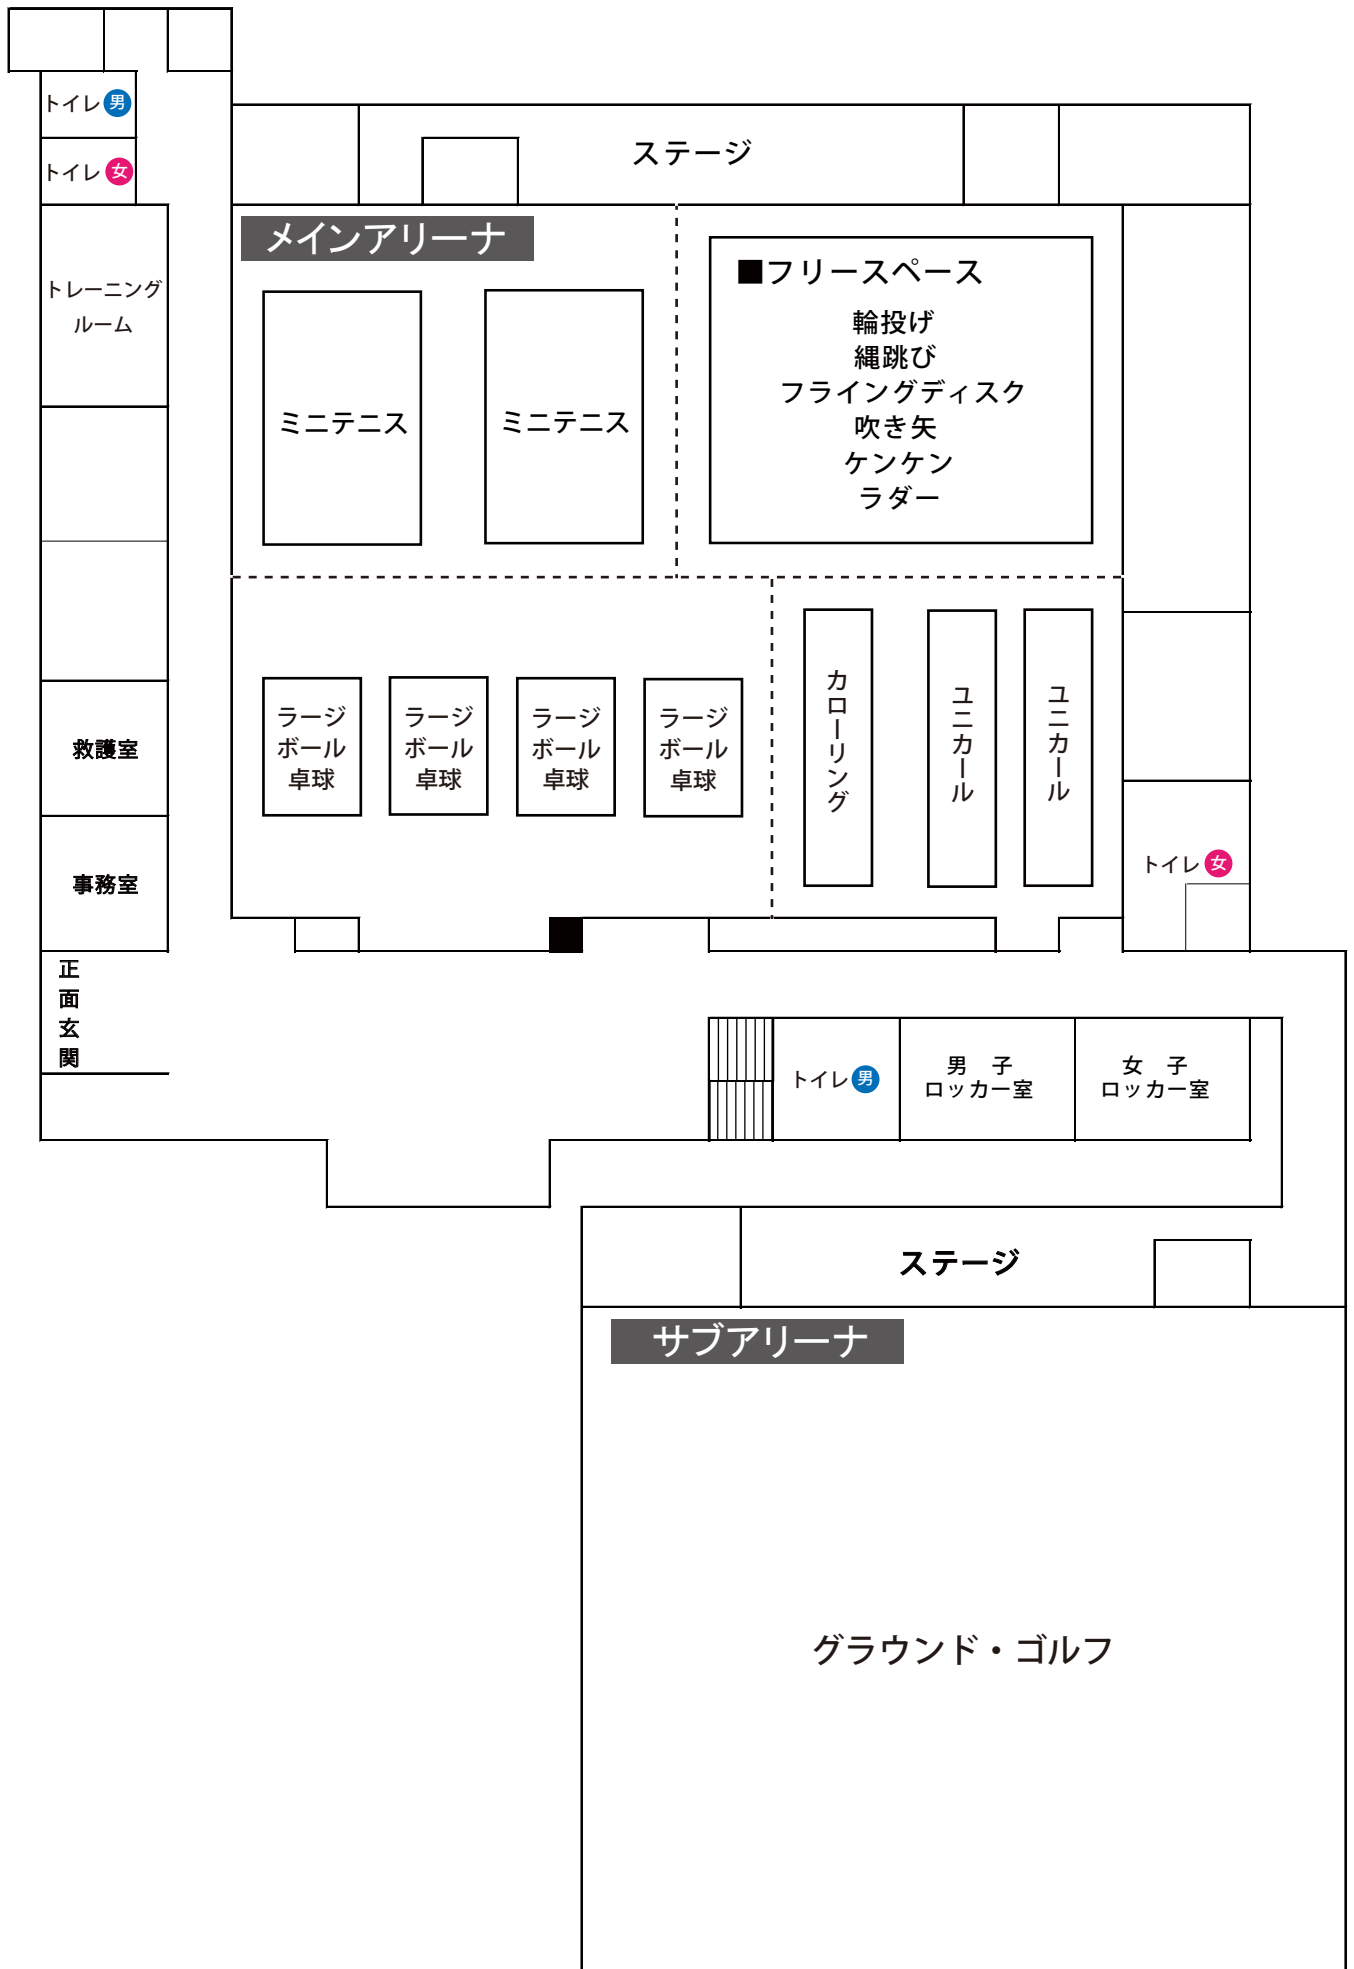 トイレ 男
トイレ 女
ステージ
メインアリーナ
トレーニング
ルーム
ミニテニス
ミニテニス
■フリースペース
輪投げ
縄跳び
フライングディスク
吹き矢
ケンケン
ラダー
ラージ
ボール
卓球
ラージ
ボール
卓球
ラージ
ボール
卓球
ラージ
ボール
卓球
カローリング
ユニカール
ユニカール
救護室
事務室
トイレ 女
正面玄関
トイレ 男
男 子
ロッカー室
女 子
ロッカー室
ステージ
サブアリーナ
グラウンド・ゴルフ